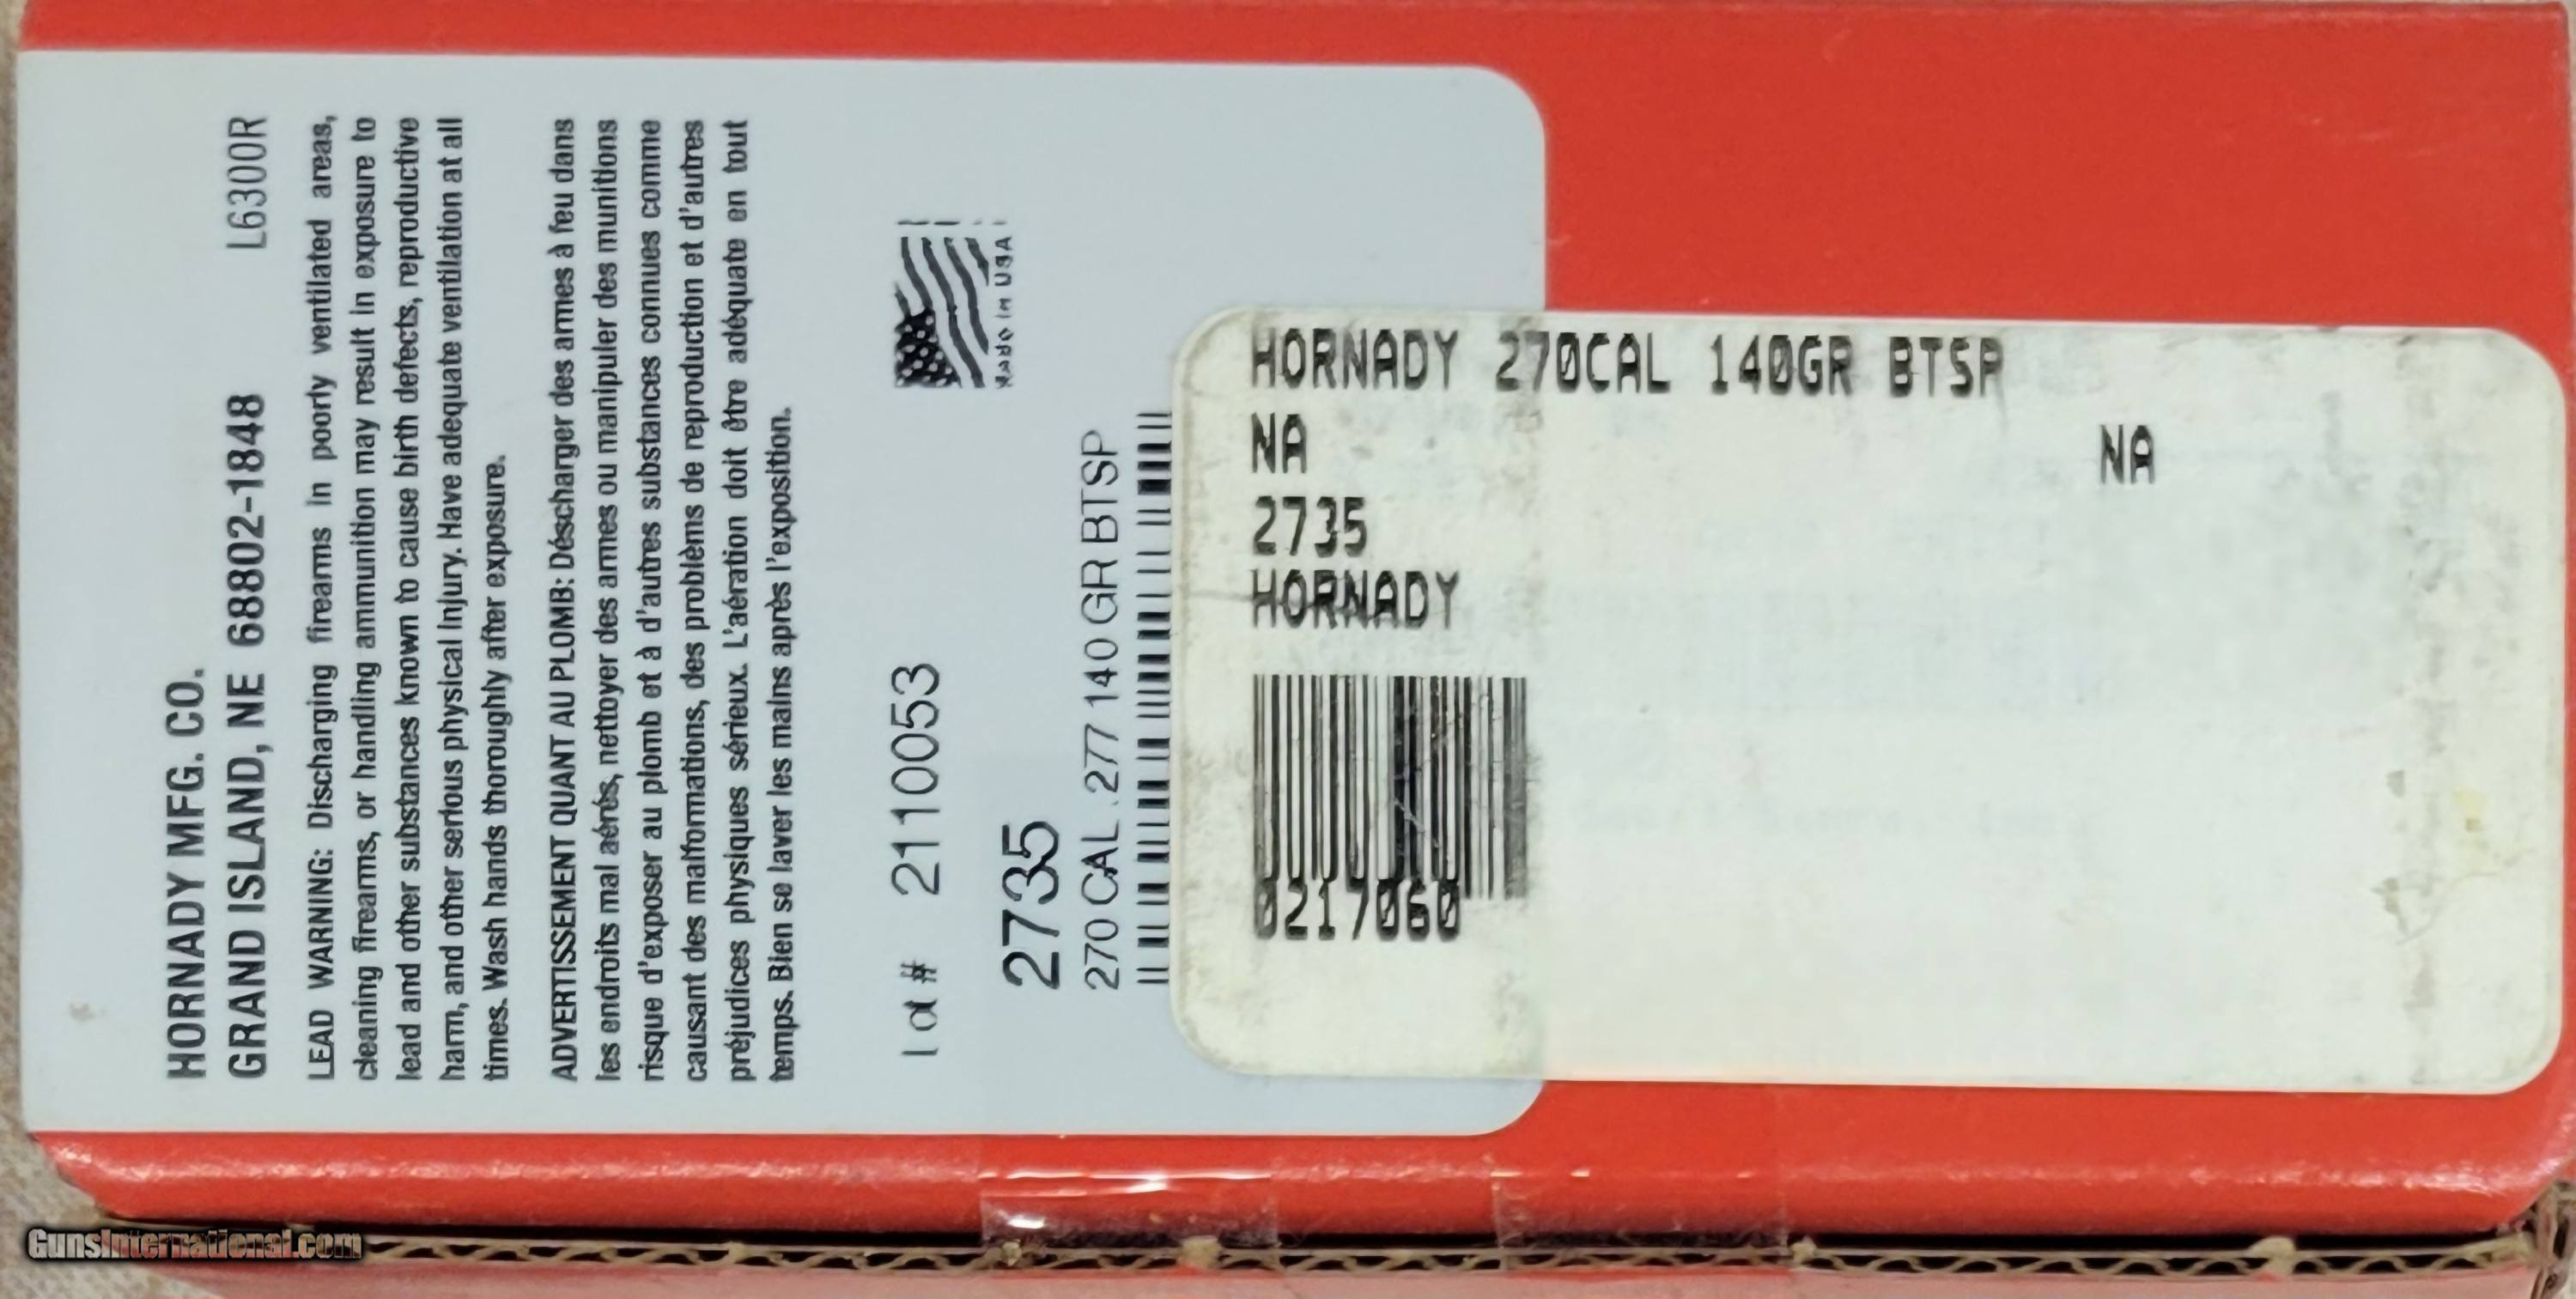 HORNADY MFG. CO.
GRAND ISLAND, NE 68802-1848 L6300R
LEAD WARNING: Discharging firearms in poorly ventilated areas,
cleaning firearms, or handling ammunition may result in exposure to
lead and other substances known to cause birth defects, reproductive
harm, and other serious physical injury. Have adequate ventilation at all
times. Wash hands thoroughly after exposure.
ADVERTISSEMENT QUANT AU PLOMB: Déscharger des armes à feu dans
les endroits mal aérés, nettoyer des armes ou manipuler des munitions
risque d'exposer au plomb et à d'autres substances connues comme
causant des malformations, des problèms de reproduction et d'autres
préjudices physiques sérieux. L'aération doit être adéquate en tout
temps. Bien se laver les mains après l'exposition.
Lot # 2110053
Made in USA
2735
270 CAL .277 140 GR BTSP
HORNADY 270CAL 140GR BTSP
NA NA
2735
HORNADY
0217060
GunsInternational.com